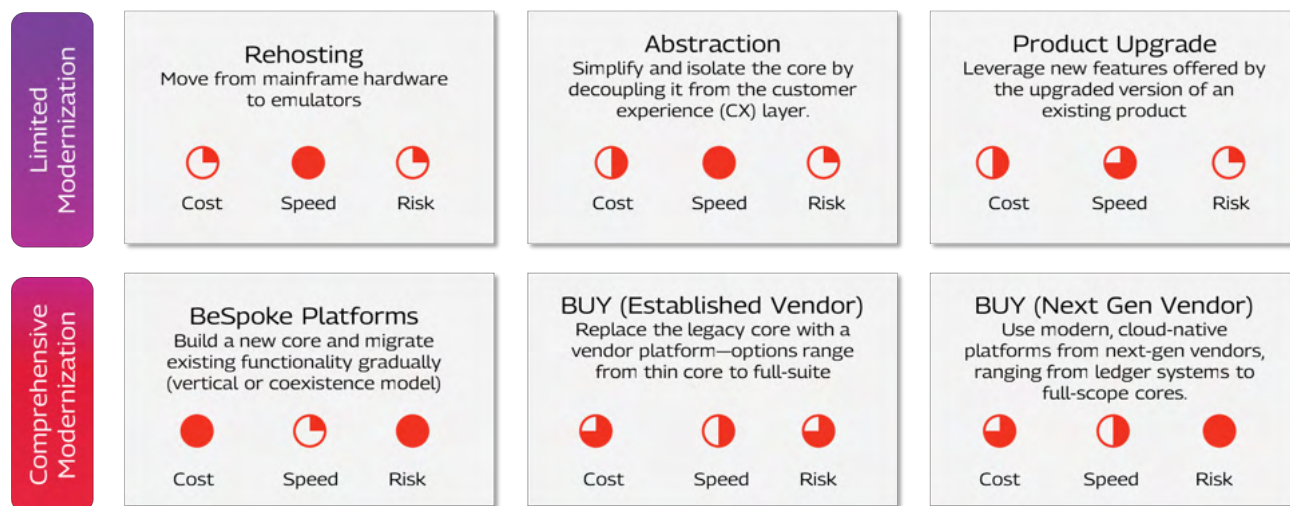 Limited
Modernization
Rehosting
Move from mainframe hardware
to emulators
Cost
Speed
Risk
Abstraction
Simplify and isolate the core by
decoupling it from the customer
experience (CX) layer.
Cost
Speed
Risk
Product Upgrade
Leverage new features offered by
the upgraded version of an
existing product
Cost
Speed
Risk
Comprehensive
Modernization
BeSpoke Platforms
Build a new core and migrate
existing functionality gradually
(vertical or coexistence model)
Cost
Speed
Risk
BUY (Established Vendor)
Replace the legacy core with a
vendor platform—options range
from thin core to full-suite
Cost
Speed
Risk
BUY (Next Gen Vendor)
Use modern, cloud-native
platforms from next-gen vendors,
ranging from ledger systems to
full-scope cores.
Cost
Speed
Risk